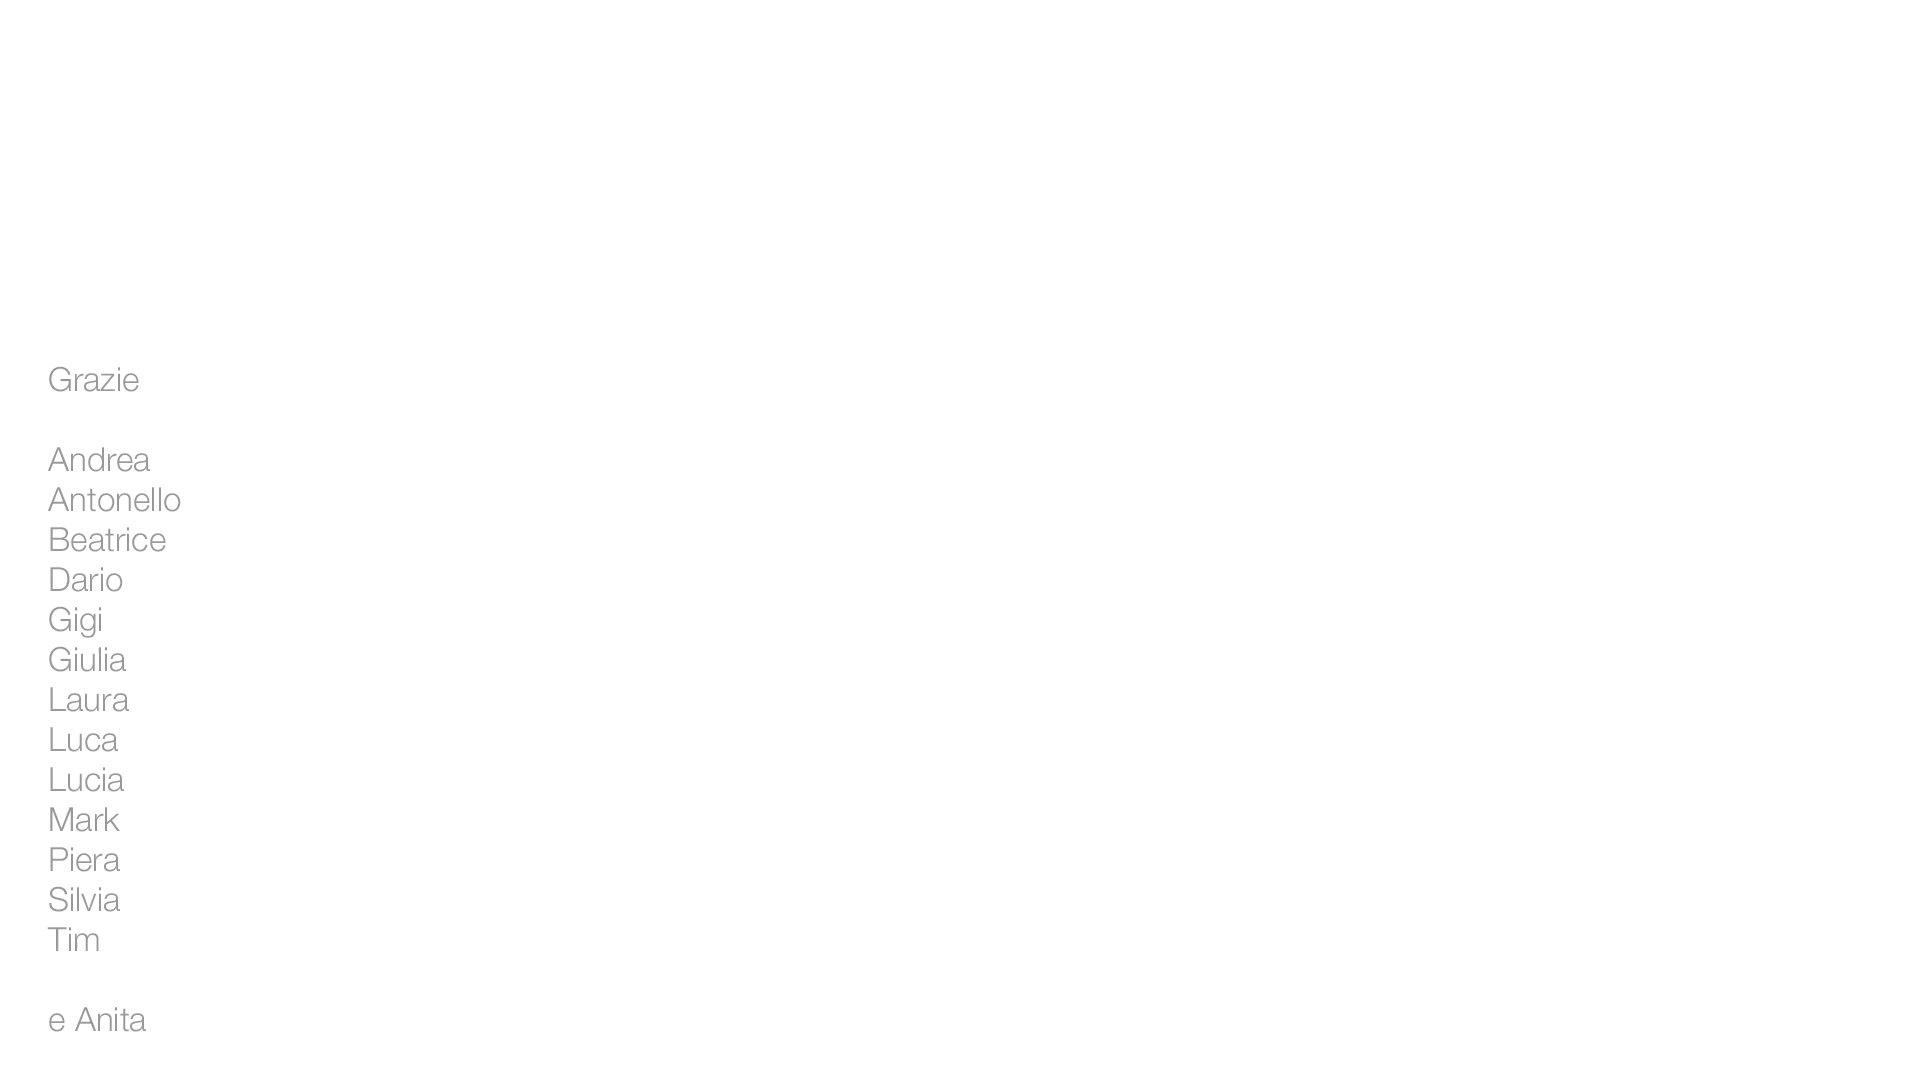 Grazie
Andrea
Antonello
Beatrice
Dario
Gigi
Giulia
Laura
Luca
Lucia
Mark
Piera
Silvia
Tim
e Anita